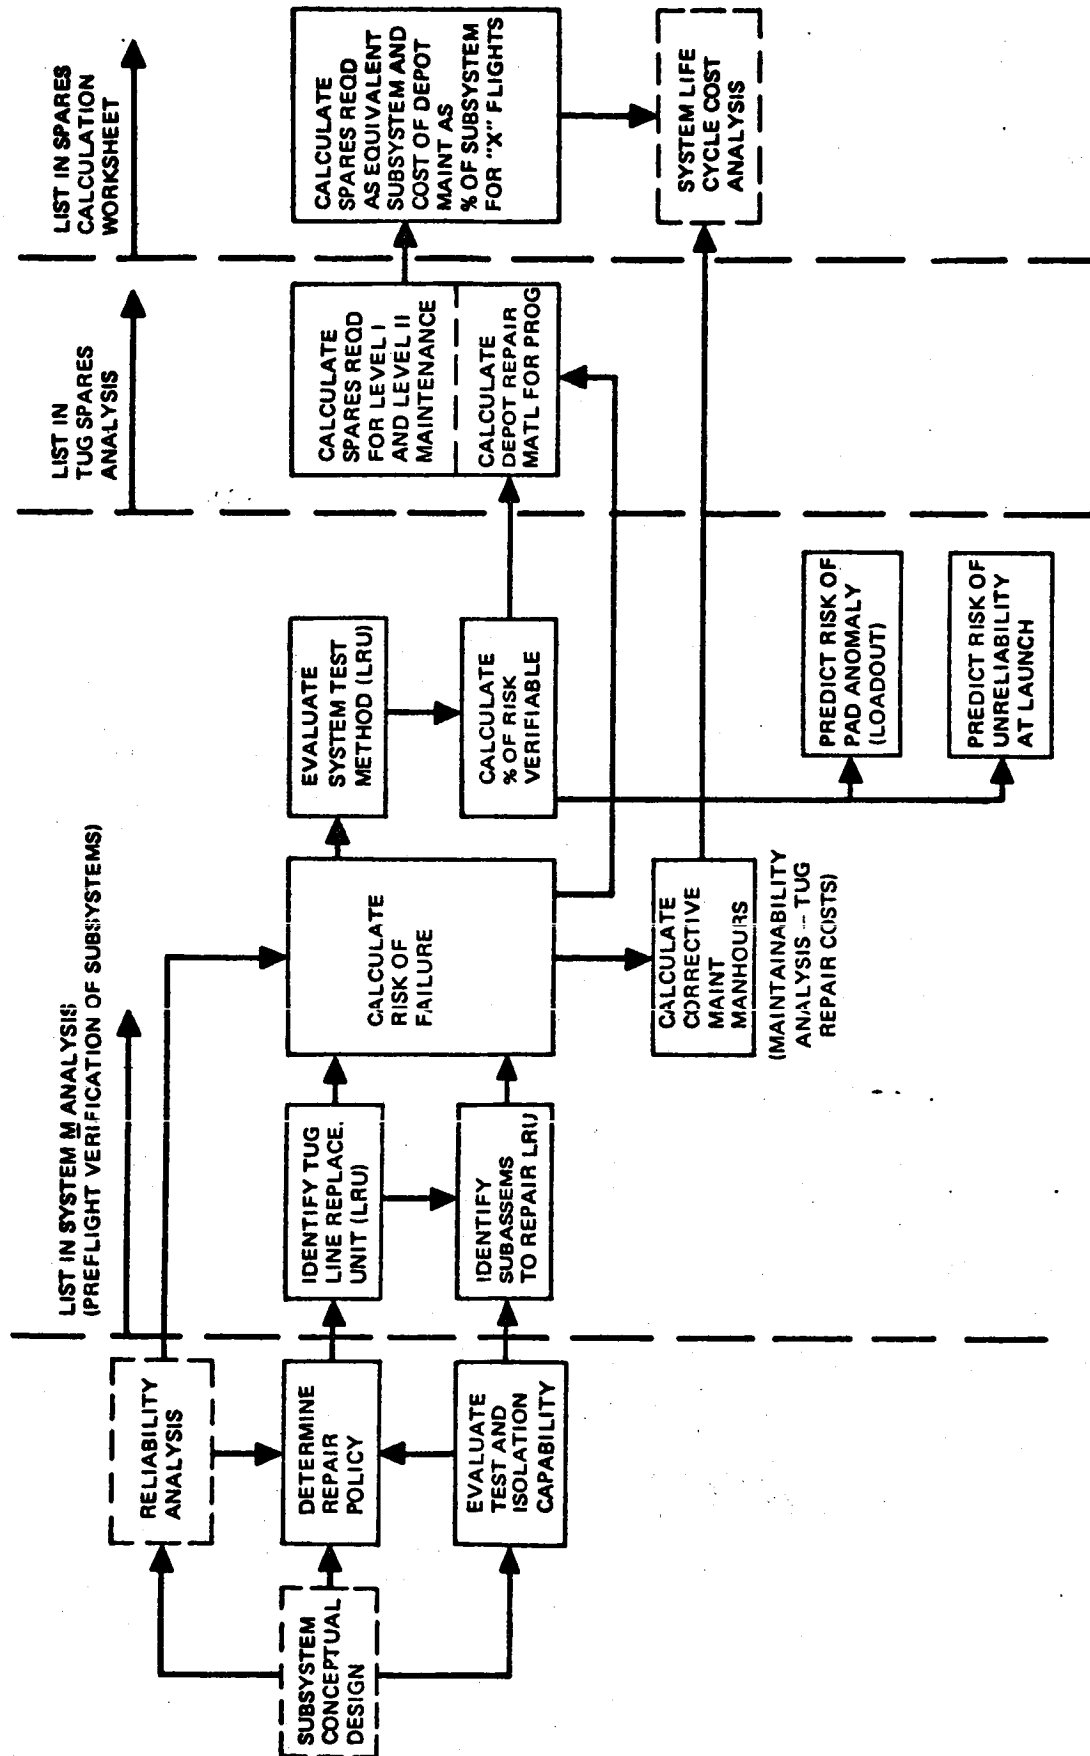 LIST IN SYSTEM M ANALYSIS
(PREFLIGHT VERIFICATION OF SUBSYSTEMS)
LIST IN
TUG SPARES
ANALYSIS
LIST IN SPARES
CALCULATION
WORKSHEET
SUBSYSTEM
CONCEPTUAL
DESIGN
RELIABILITY
ANALYSIS
DETERMINE
REPAIR
POLICY
EVALUATE
TEST AND
ISOLATION
CAPABILITY
IDENTIFY TUG
LINE REPLACE.
UNIT (LRU)
IDENTIFY
SUBASSEMS
TO REPAIR LRU
CALCULATE
RISK OF
FAILURE
EVALUATE
SYSTEM TEST
METHOD (LRU)
CALCULATE
% OF RISK
VERIFIABLE
CALCULATE
CORRECTIVE
MAINT
MANHOURS
(MAINTAINABILITY
ANALYSIS -- TUG
REPAIR COSTS)
PREDICT RISK OF
PAD ANOMALY
(LOADOUT)
PREDICT RISK OF
UNRELIABILITY
AT LAUNCH
CALCULATE
SPARES REQD
FOR LEVEL I
AND LEVEL II
MAINTENANCE
CALCULATE
DEPOT REPAIR
MATL FOR PROG
CALCULATE
SPARES REQD
AS EQUIVALENT
SUBSYSTEM AND
COST OF DEPOT
MAINT AS
% OF SUBSYSTEM
FOR "X" FLIGHTS
SYSTEM LIFE
CYCLE COST
ANALYSIS